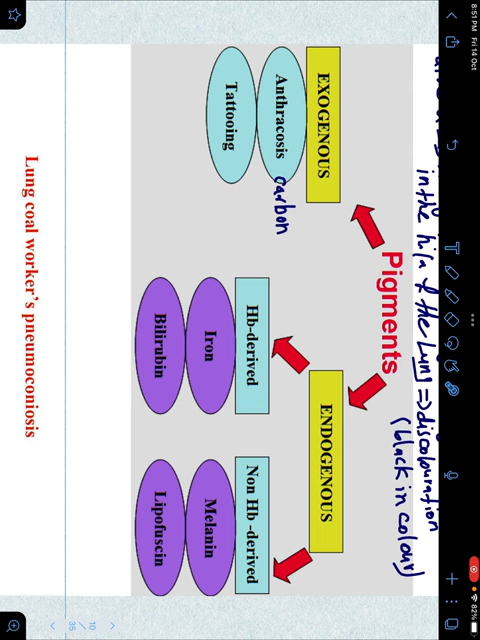 8:51 PM Fri 14 Oct
82%
in the hila of the Lung => discolouration
(black in colour)
Pigments
EXOGENOUS
ENDOGENOUS
Anthracosis
carbon
Tattooing
Hb-derived
Non Hb -derived
Iron
Melanin
Bilirubin
Lipofuscin
Lung coal worker's pneumoconiosis
10 / 35